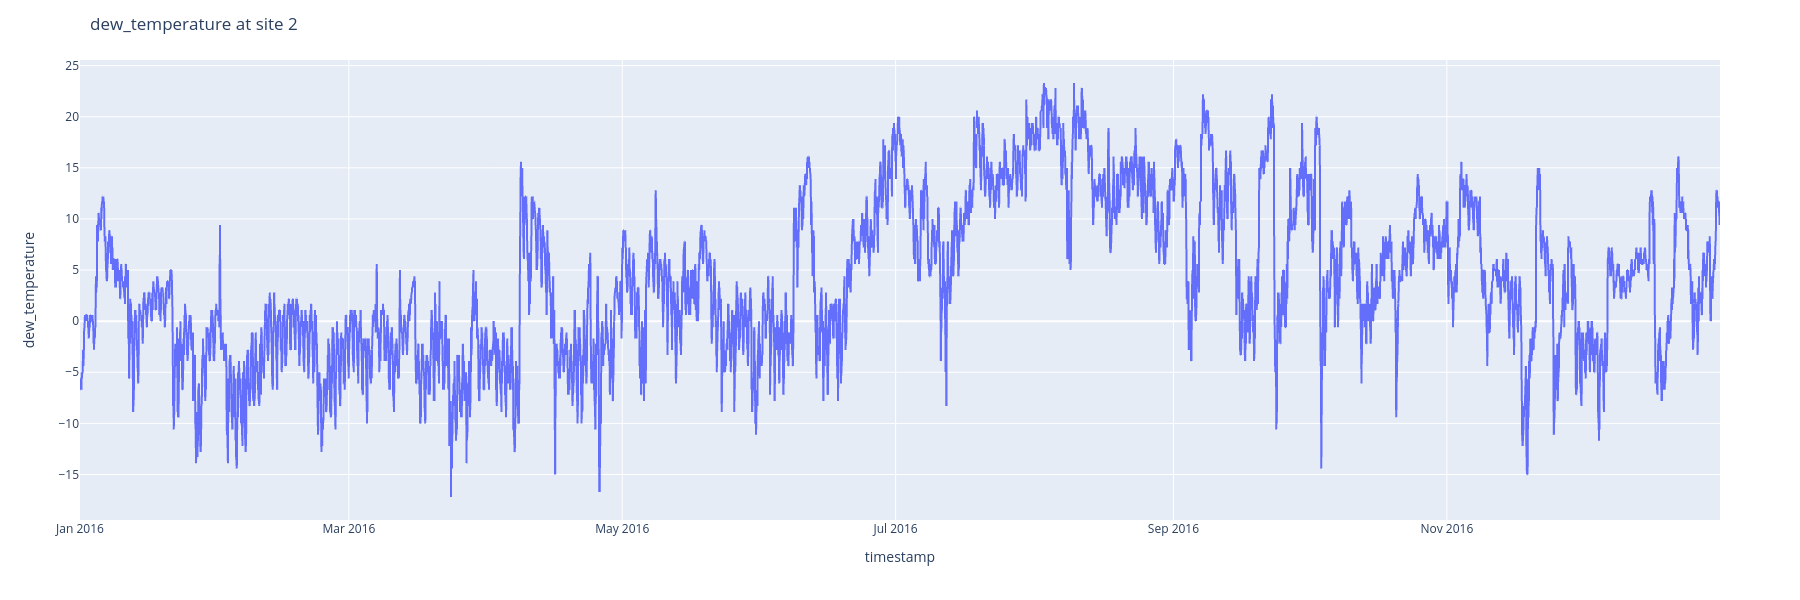 dew_temperature at site 2
25
20
15
10
5
0
−5
−10
−15
dew_temperature
Jan 2016
Mar 2016
May 2016
Jul 2016
Sep 2016
Nov 2016
timestamp